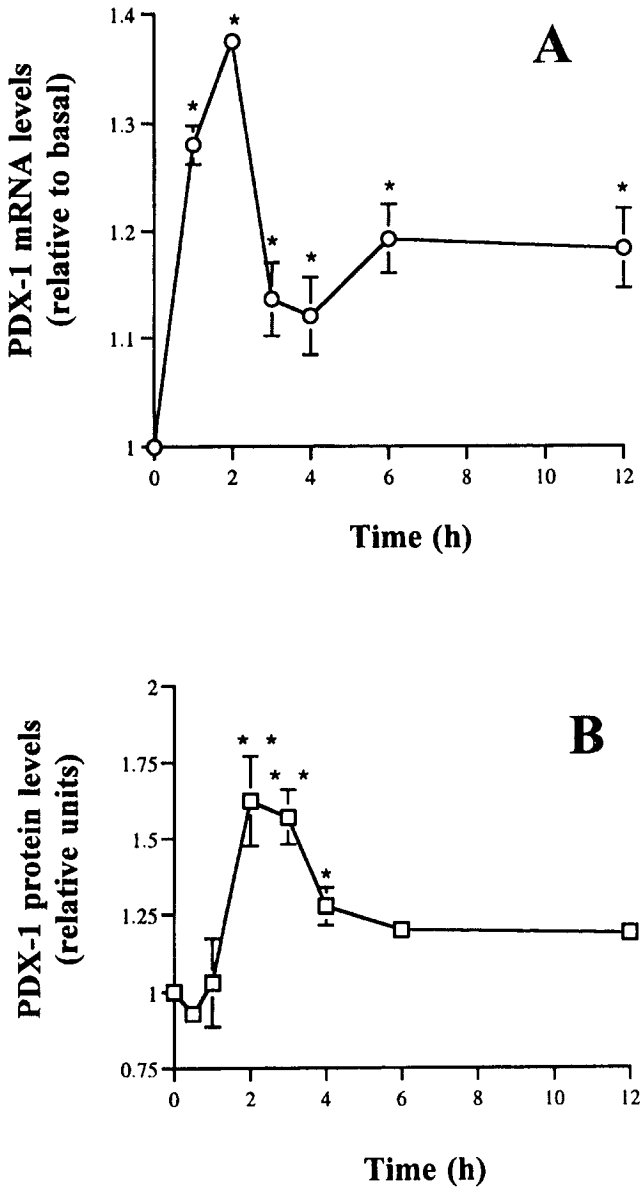 A
PDX-1 mRNA levels
(relative to basal)
1.4
1.3
1.2
1.1
1
* * * * * *
0 2 4 6 8 10 12
Time (h)
B
PDX-1 protein levels
(relative units)
2
1.75
1.5
1.25
1
0.75
* *
* *
*
0 2 4 6 8 10 12
Time (h)